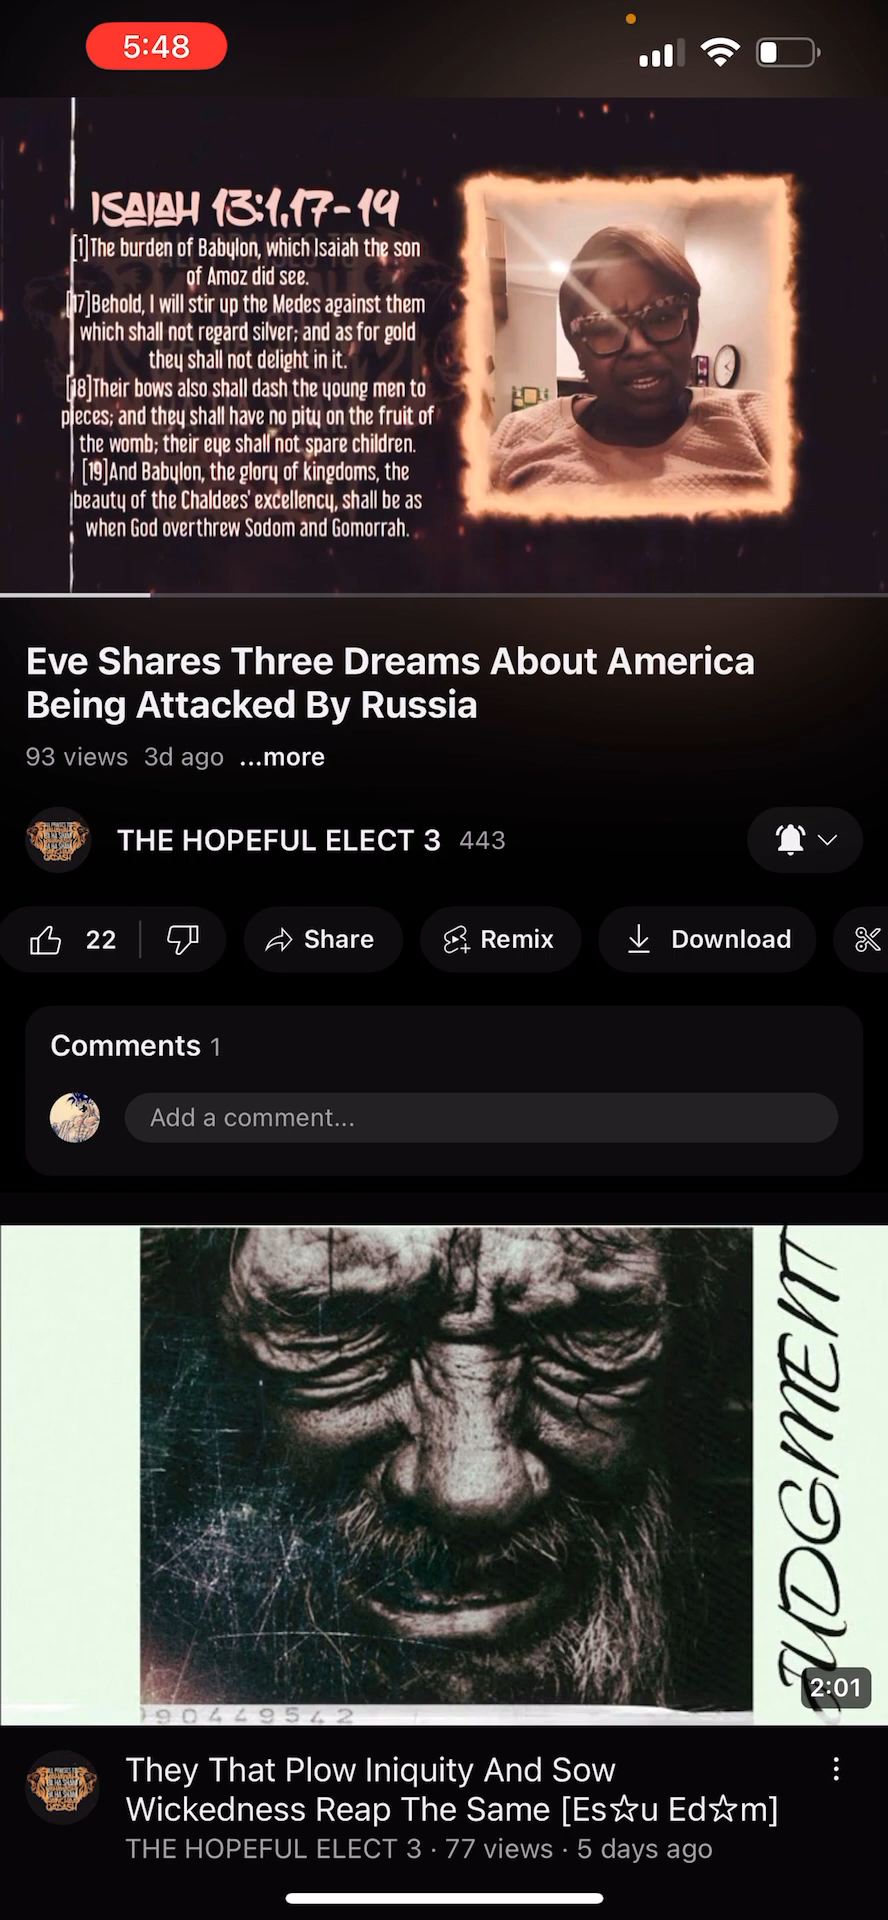 5:48
ISAIAH 13:1,17-19
[1]The burden of Babylon, which Isaiah the son
of Amoz did see.
[17]Behold, I will stir up the Medes against them
which shall not regard silver; and as for gold
they shall not delight in it.
[18]Their bows also shall dash the young men to
pieces; and they shall have no pity on the fruit of
the womb; their eye shall not spare children.
[19]And Babylon, the glory of kingdoms, the
beauty of the Chaldees' excellency, shall be as
when God overthrew Sodom and Gomorrah.
Eve Shares Three Dreams About America
Being Attacked By Russia
93 views 3d ago ...more
THE HOPEFUL ELECT 3 443
22 Share Remix Download
Comments 1
Add a comment...
JUDGMENT
90449542
2:01
They That Plow Iniquity And Sow
Wickedness Reap The Same [Es☆u Ed☆m]
THE HOPEFUL ELECT 3 · 77 views · 5 days ago